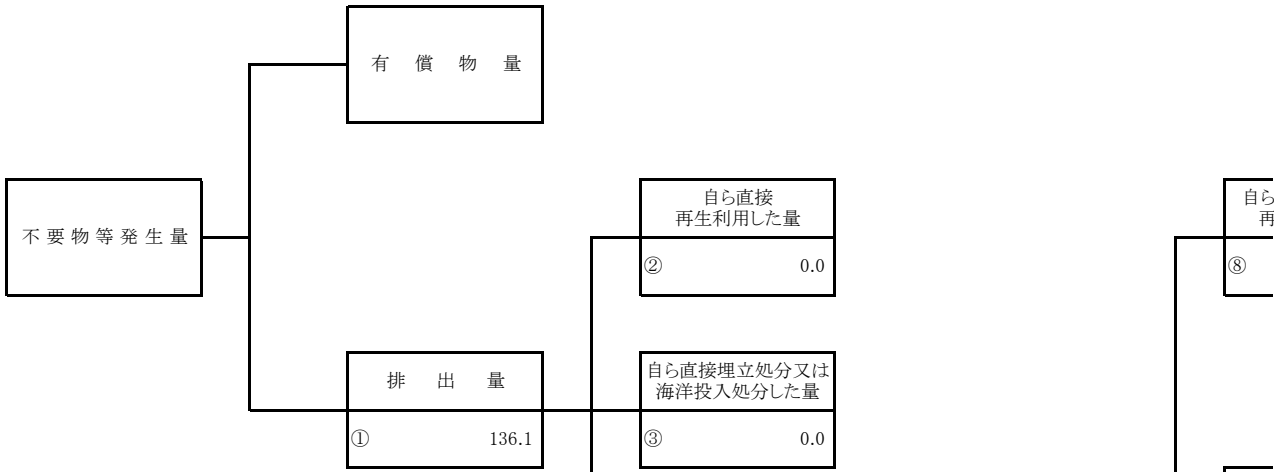 有償物量
不要物等発生量
自ら直接
再生利用した量
② 0.0
自ら
再
⑧
排出量
① 136.1
自ら直接埋立処分又は
海洋投入処分した量
③ 0.0